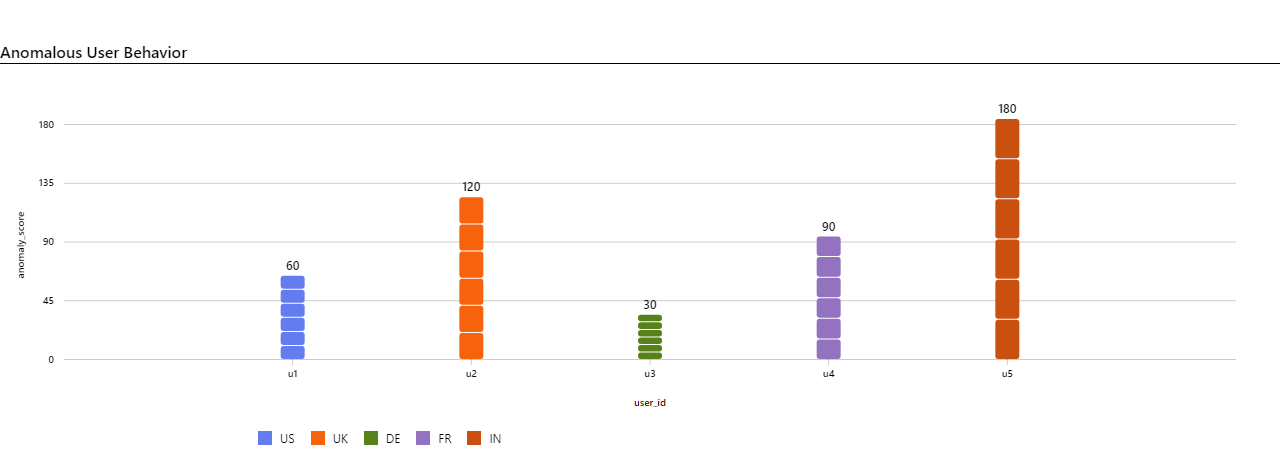 Anomalous User Behavior
180
180
135
120
anomaly_score
90
90
60
45
30
0
u1 u2 u3 u4 u5
user_id
US UK DE FR IN